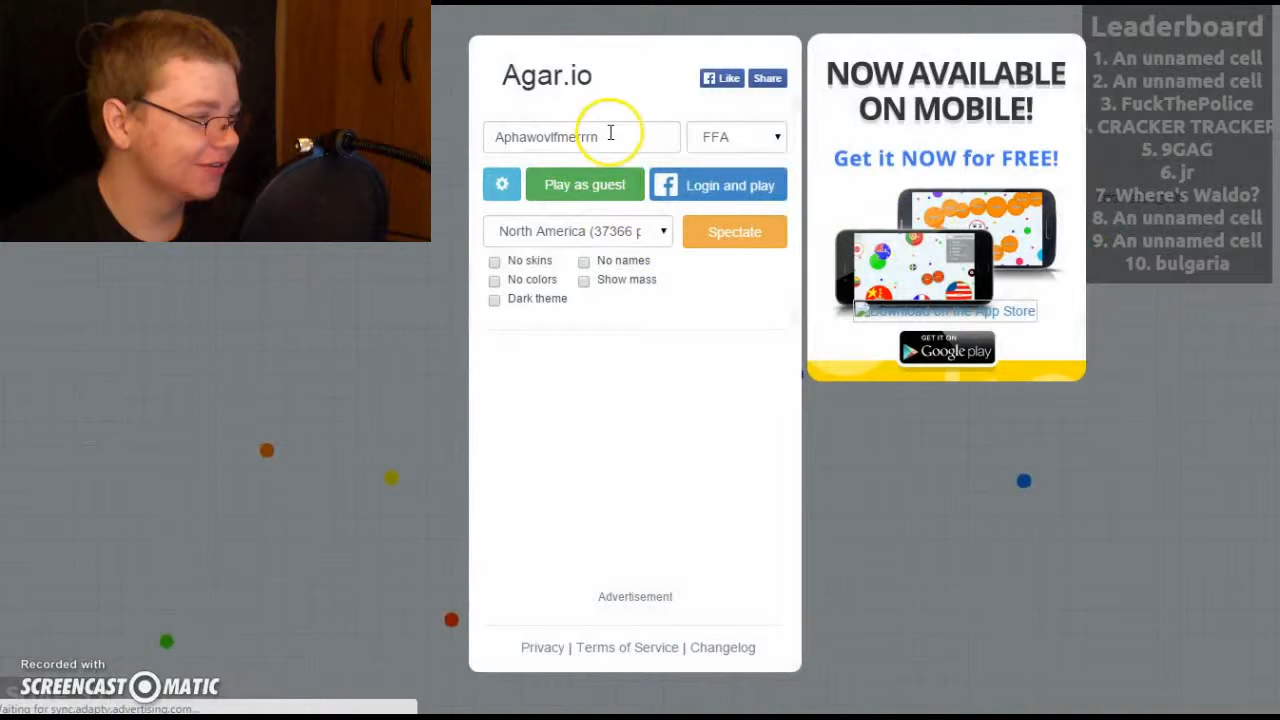 Agar.io
Like
Share
Aphawovlfmerrrn
FFA
Play as guest
Login and play
North America (37366 p
Spectate
No skins
No names
No colors
Show mass
Dark theme
Advertisement
Privacy | Terms of Service | Changelog
NOW AVAILABLE
ON MOBILE!
Get it NOW for FREE!
Download on the App Store
GET IT ON
Google play
Leaderboard
1. An unnamed cell
2. An unnamed cell
3. FuckThePolice
4. CRACKER TRACKER
5. 9GAG
6. jr
7. Where's Waldo?
8. An unnamed cell
9. An unnamed cell
10. bulgaria
Recorded with
SCREENCAST MATIC
Waiting for sync.adaptv.advertising.com...